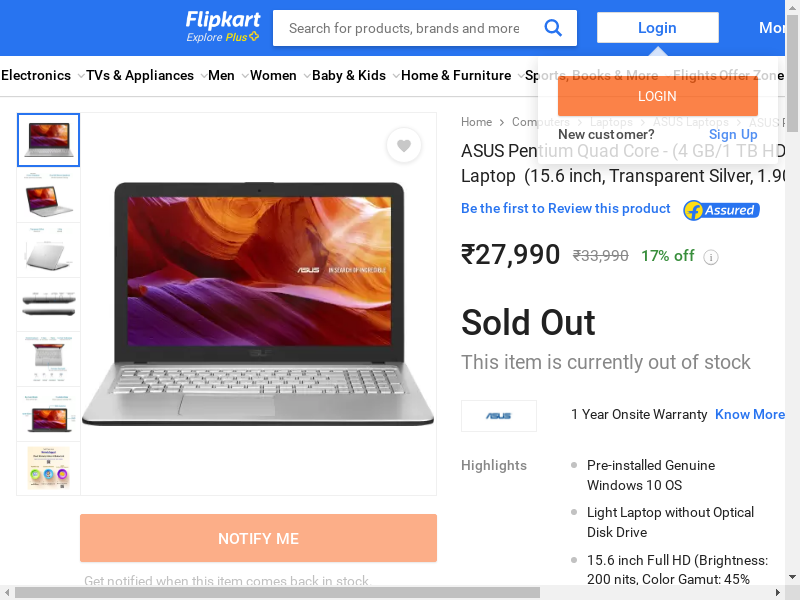 Flipkart
Explore Plus
Search for products, brands and more
Login
Electronics
TVs & Appliances
Men
Women
Baby & Kids
Home & Furniture
Sports, Books & More
Flights
Offer Zone
LOGIN
New customer?
Sign Up
Home
Computers
Laptops
ASUS Laptops
ASUS
ASUS Pentium Quad Core - (4 GB/1 TB HD
Laptop (15.6 inch, Transparent Silver, 1.90
Be the first to Review this product
Assured
₹27,990
₹33,990
17% off
i
ASUS
IN SEARCH OF INCREDIBLE
Sold Out
This item is currently out of stock
ASUS
1 Year Onsite Warranty
Know More
Highlights
Pre-installed Genuine
Windows 10 OS
Light Laptop without Optical
Disk Drive
15.6 inch Full HD (Brightness:
200 nits, Color Gamut: 45%
NOTIFY ME
Get notified when this item comes back in stock.